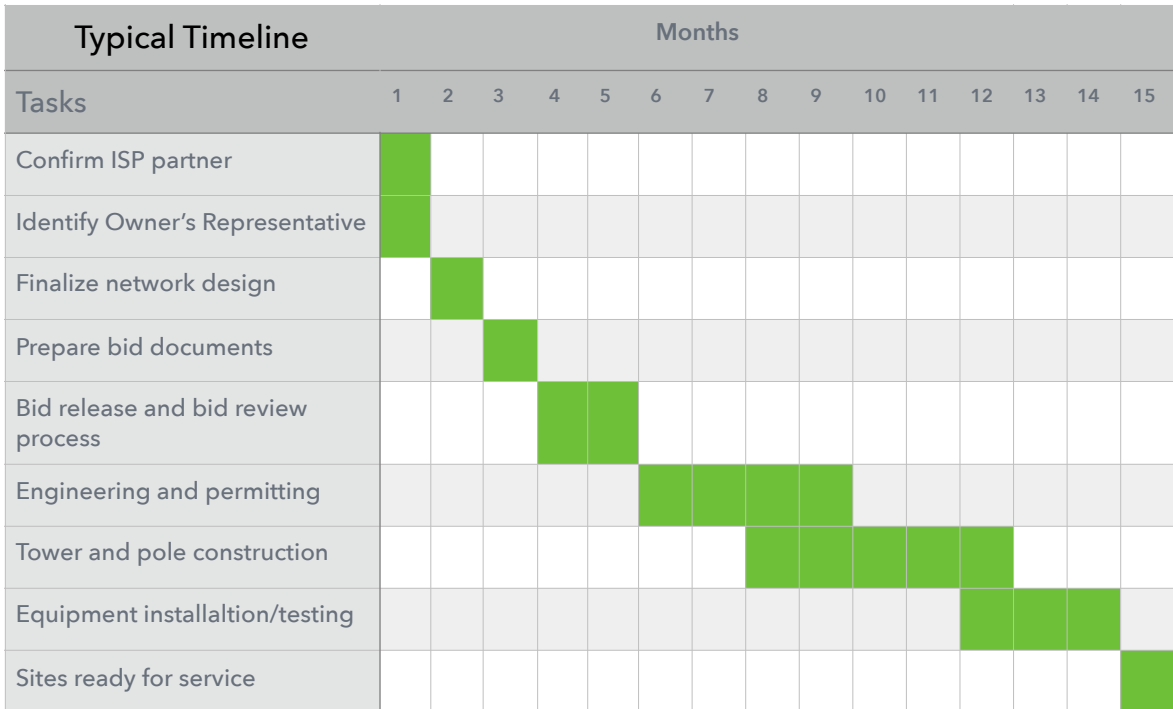 Typical Timeline
Months
Tasks
1 2 3 4 5 6 7 8 9 10 11 12 13 14 15
Confirm ISP partner
Identify Owner’s Representative
Finalize network design
Prepare bid documents
Bid release and bid review
process
Engineering and permitting
Tower and pole construction
Equipment installaltion/testing
Sites ready for service